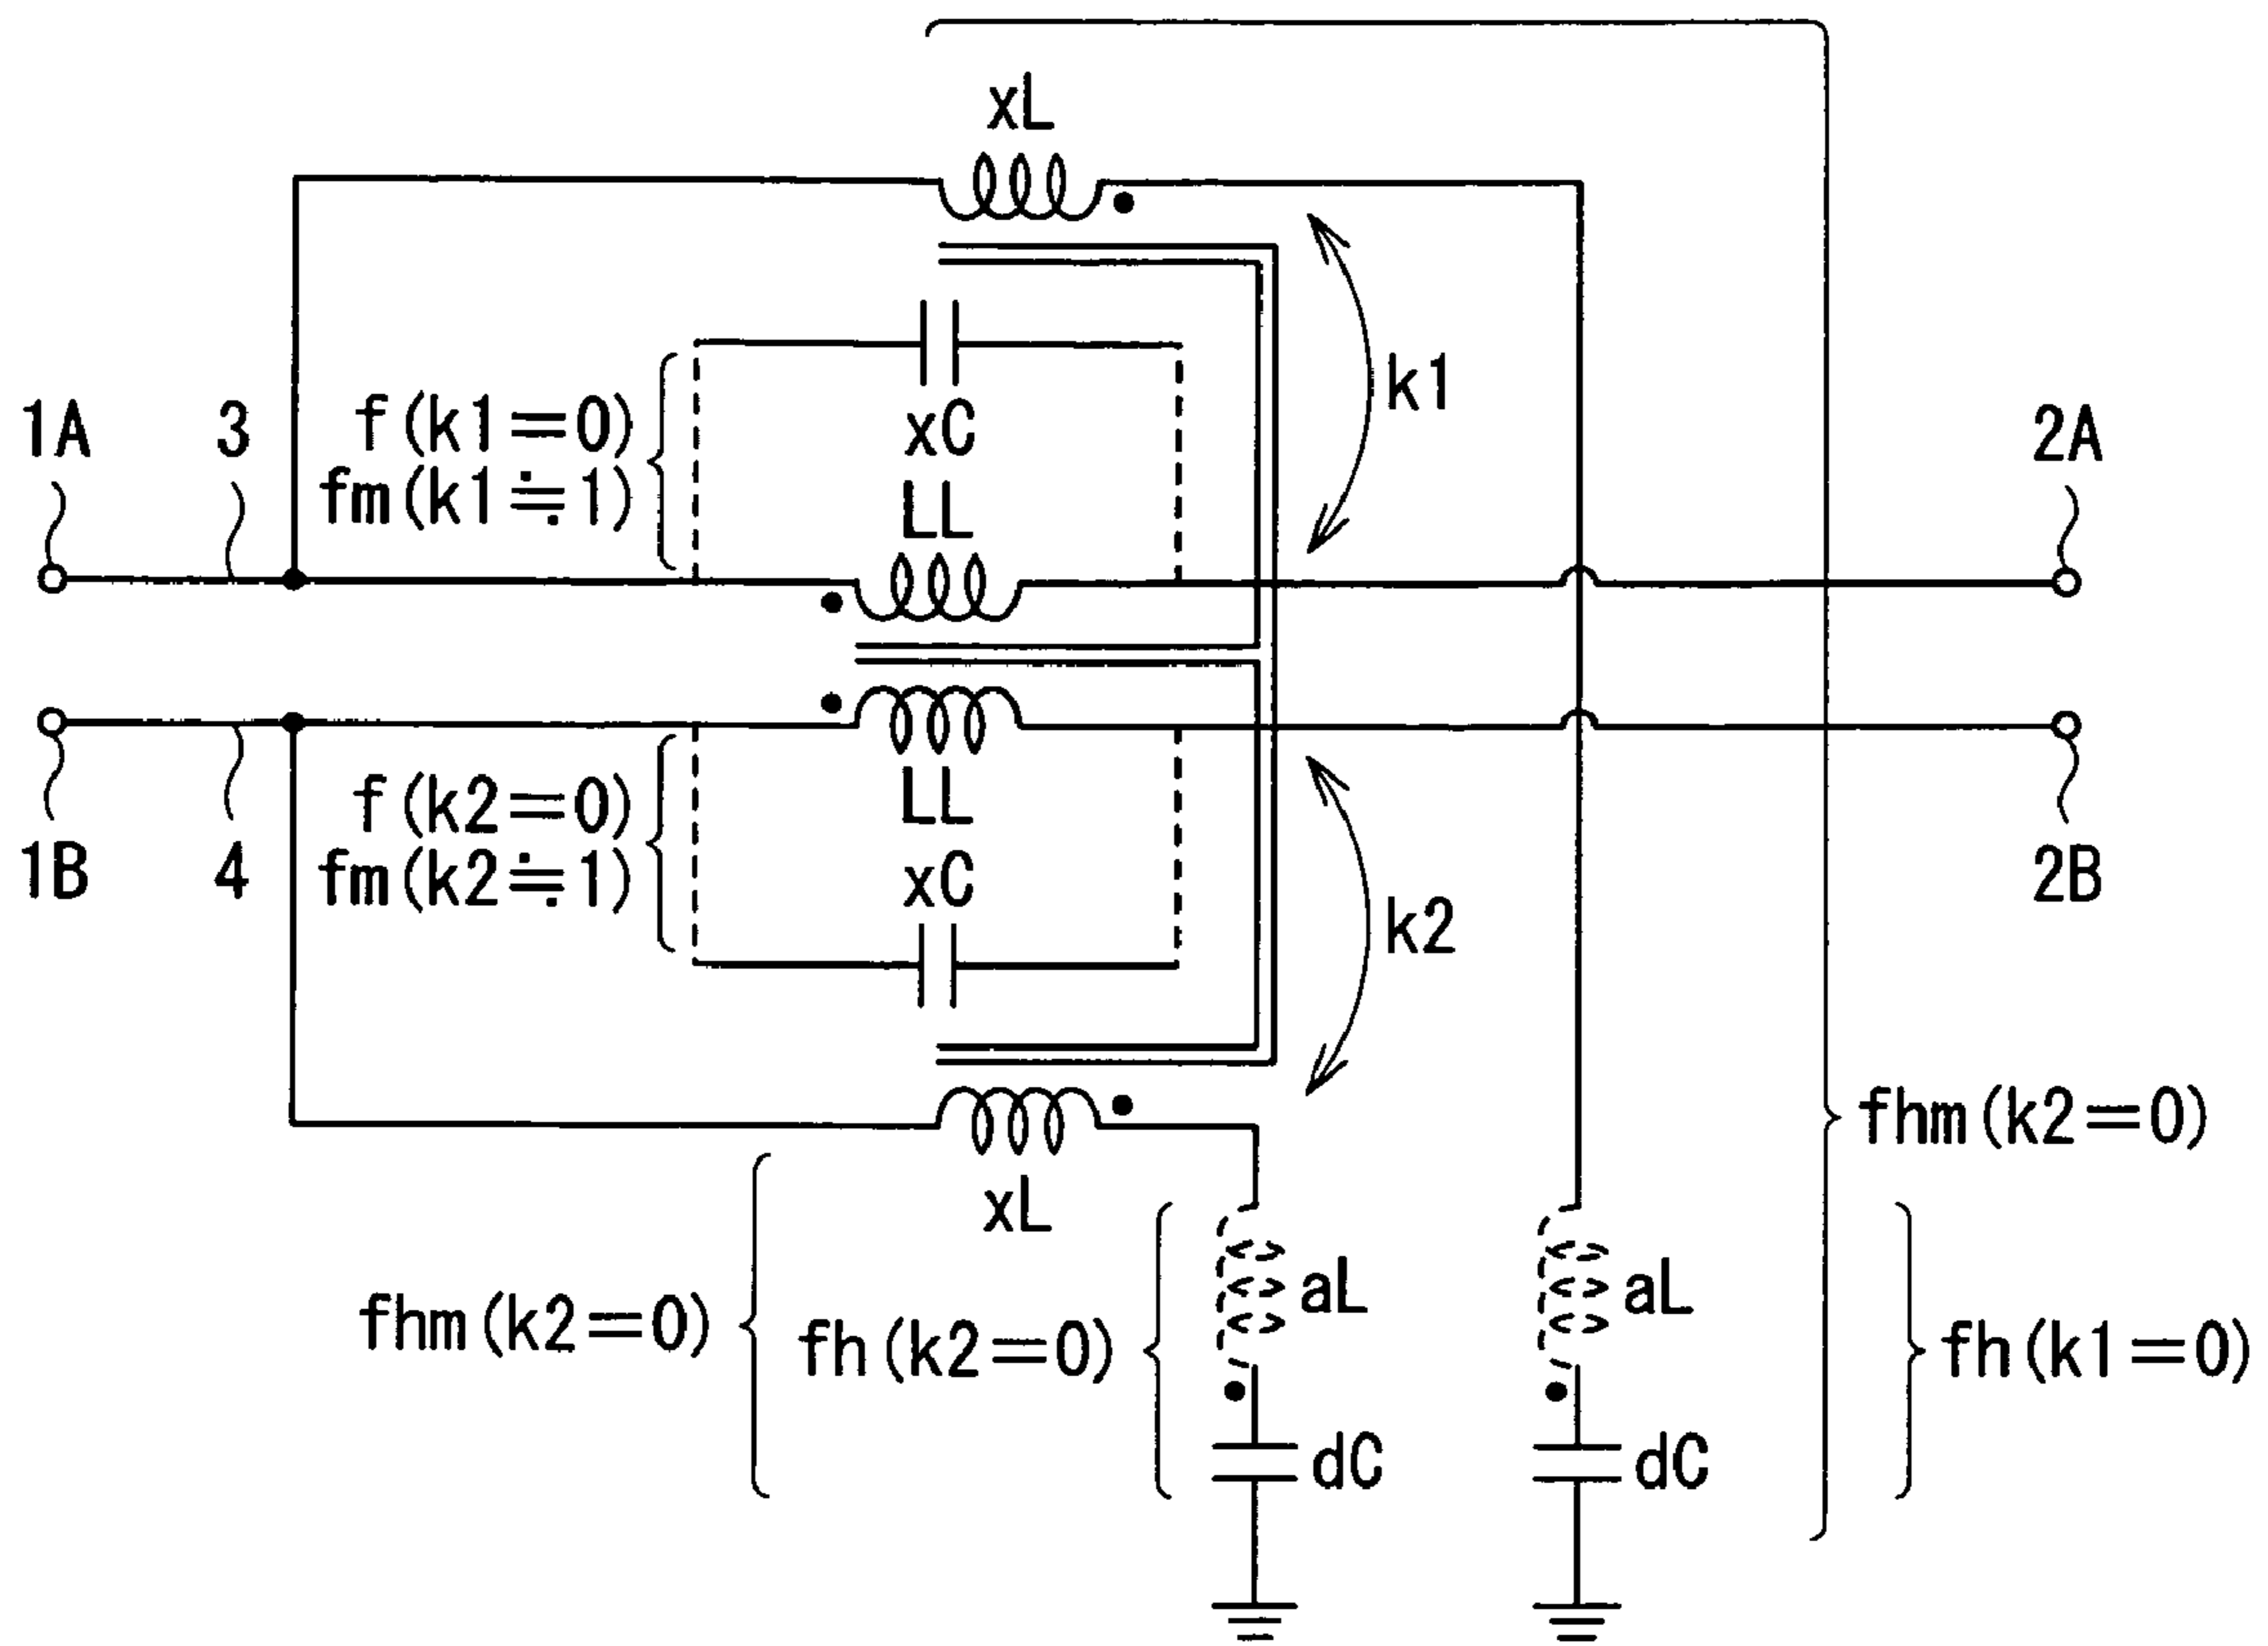 xL
k1
1A
3
f(k1=0)
fm(k1≒1)
xC
LL
2A
1B
4
f(k2=0)
fm(k2≒1)
LL
xC
k2
2B
xL
fhm(k2=0)
fhm(k2=0)
fh(k2=0)
aL
aL
fh(k1=0)
dC
dC